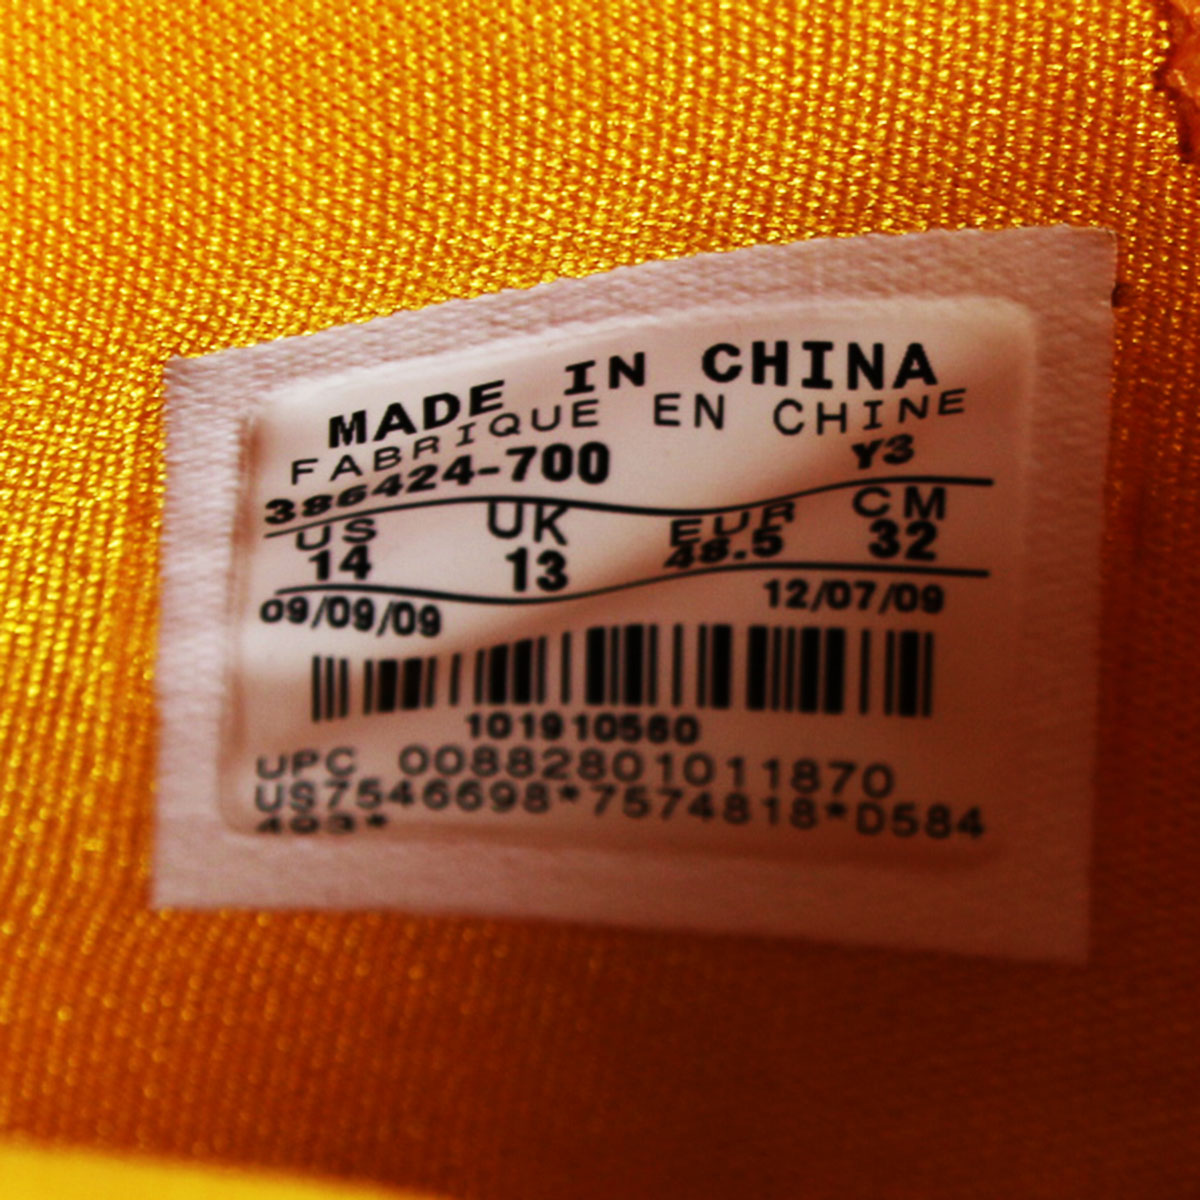 MADE IN CHINA
FABRIQUE EN CHINE
386424-700 Y3
US UK EUR CM
14 13 48.5 32
09/09/09 12/07/09
101910560
UPC 00882801011870
US7546698*7574818*D584
493*